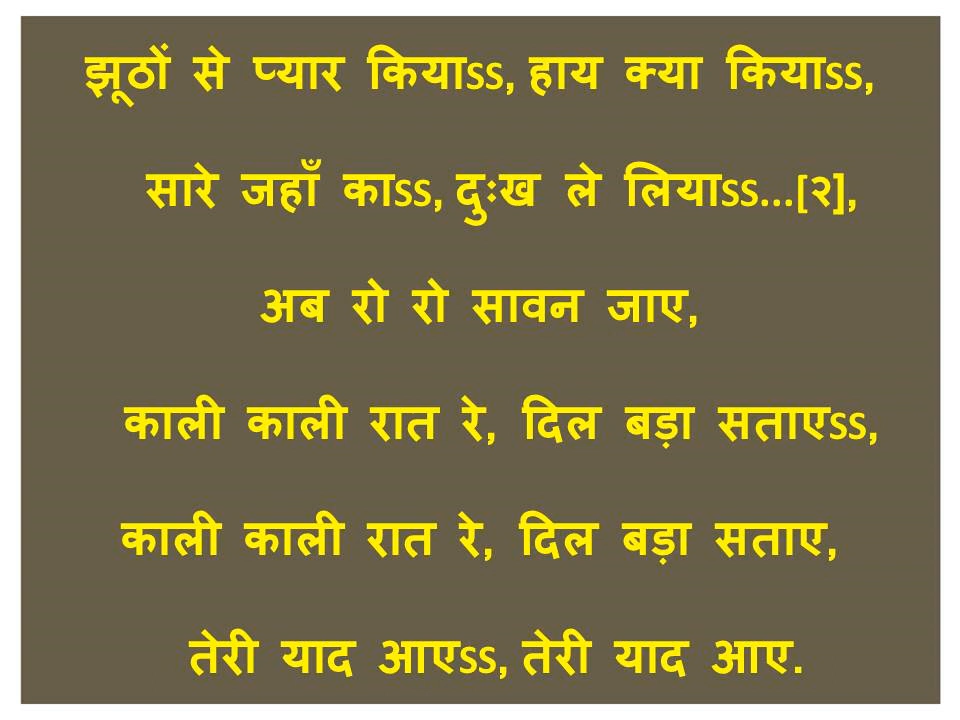 झूठों से प्यार कियाSS, हाय क्या कियाSS,
सारे जहाँ काSS, दुःख ले लियाSS...[२],
अब रो रो सावन जाए,
काली काली रात रे, दिल बड़ा सताएSS,
काली काली रात रे, दिल बड़ा सताए,
तेरी याद आएSS, तेरी याद आए.